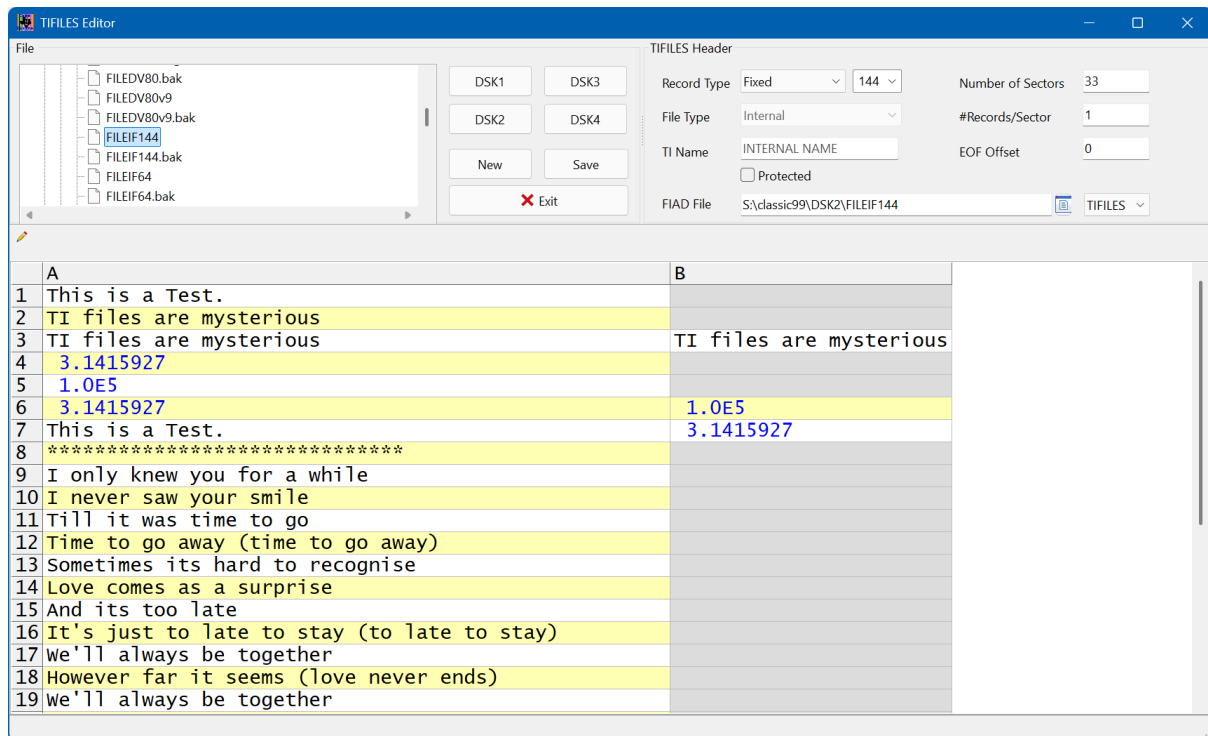 TIFILES Editor
File
FILEDV80.bak
FILEDV80v9
FILEDV80v9.bak
FILEIF144
FILEIF144.bak
FILEIF64
FILEIF64.bak
DSK1 DSK3
DSK2 DSK4
New Save
Exit
TIFILES Header
Record Type Fixed 144 Number of Sectors 33
File Type Internal #Records/Sector 1
TI Name INTERNAL NAME EOF Offset 0
Protected
FIAD File S:\classic99\DSK2\FILEIF144 TIFILES
A B
1 This is a Test.
2 TI files are mysterious
3 TI files are mysterious TI files are mysterious
4 3.1415927
5 1.0E5
6 3.1415927 1.0E5
7 This is a Test. 3.1415927
8 ******************************
9 I only knew you for a while
10 I never saw your smile
11 Till it was time to go
12 Time to go away (time to go away)
13 Sometimes its hard to recognise
14 Love comes as a surprise
15 And its too late
16 It's just to late to stay (to late to stay)
17 We'll always be together
18 However far it seems (love never ends)
19 We'll always be together